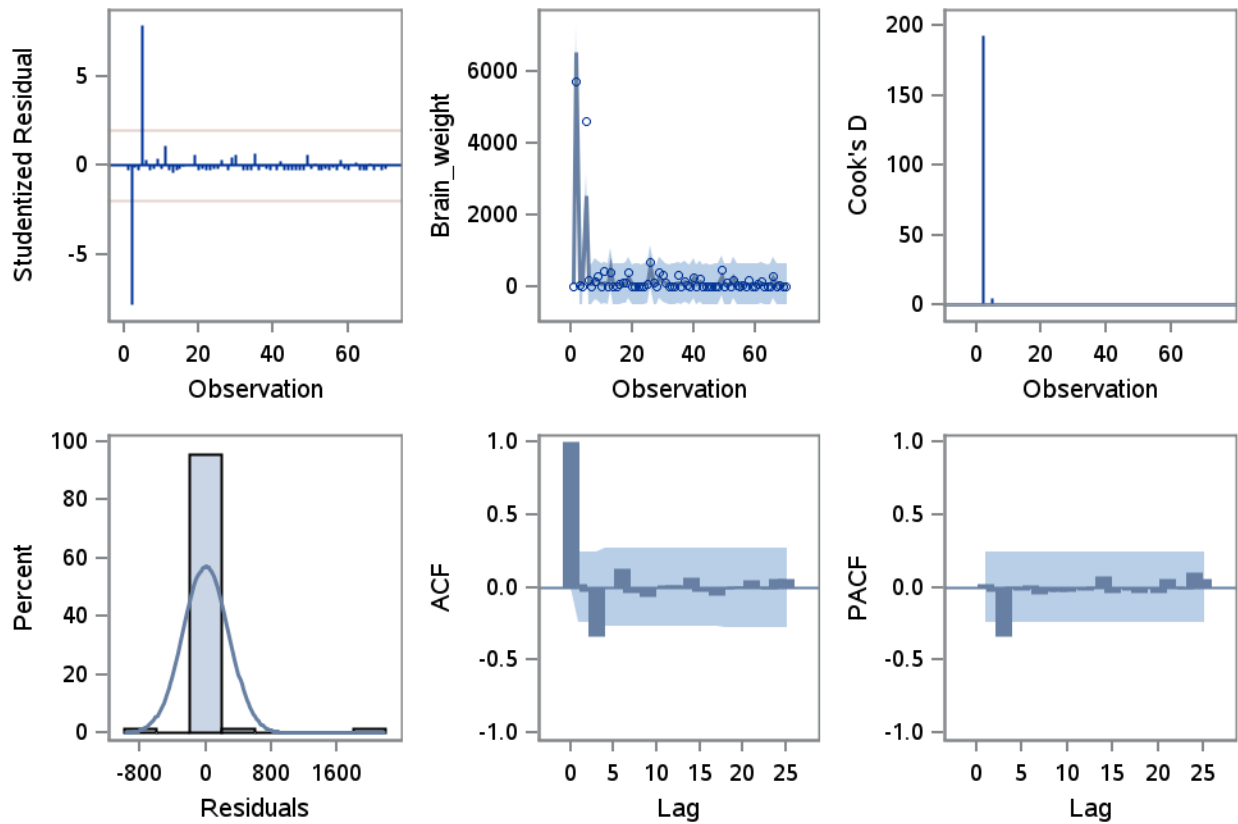 Studentized Residual
5
0
-5
0 20 40 60
Observation
Brain_weight
6000
4000
2000
0
0 20 40 60
Observation
Cook's D
200
150
100
50
0
0 20 40 60
Observation
Percent
100
80
60
40
20
0
-800 0 800 1600
Residuals
ACF
1.0
0.5
0.0
-0.5
-1.0
0 5 10 15 20 25
Lag
PACF
1.0
0.5
0.0
-0.5
-1.0
0 5 10 15 20 25
Lag